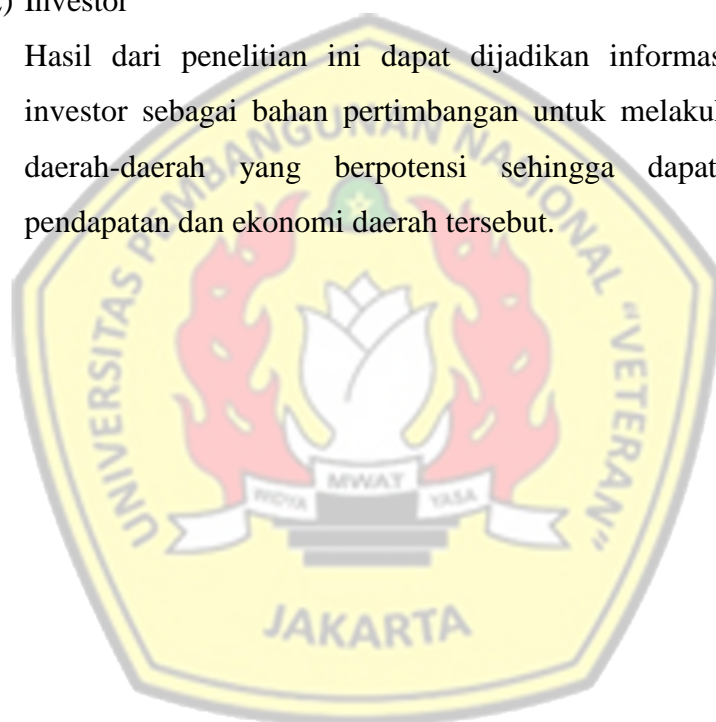 ) Investor
Hasil dari penelitian ini dapat dijadikan informas
investor sebagai bahan pertimbangan untuk melakuk
daerah-daerah yang berpotensi sehingga dapat
pendapatan dan ekonomi daerah tersebut.
UNIVERSITAS PEMBANGUNAN NASIONAL "VETERAN"
WIDYA MWAT YASA
JAKARTA